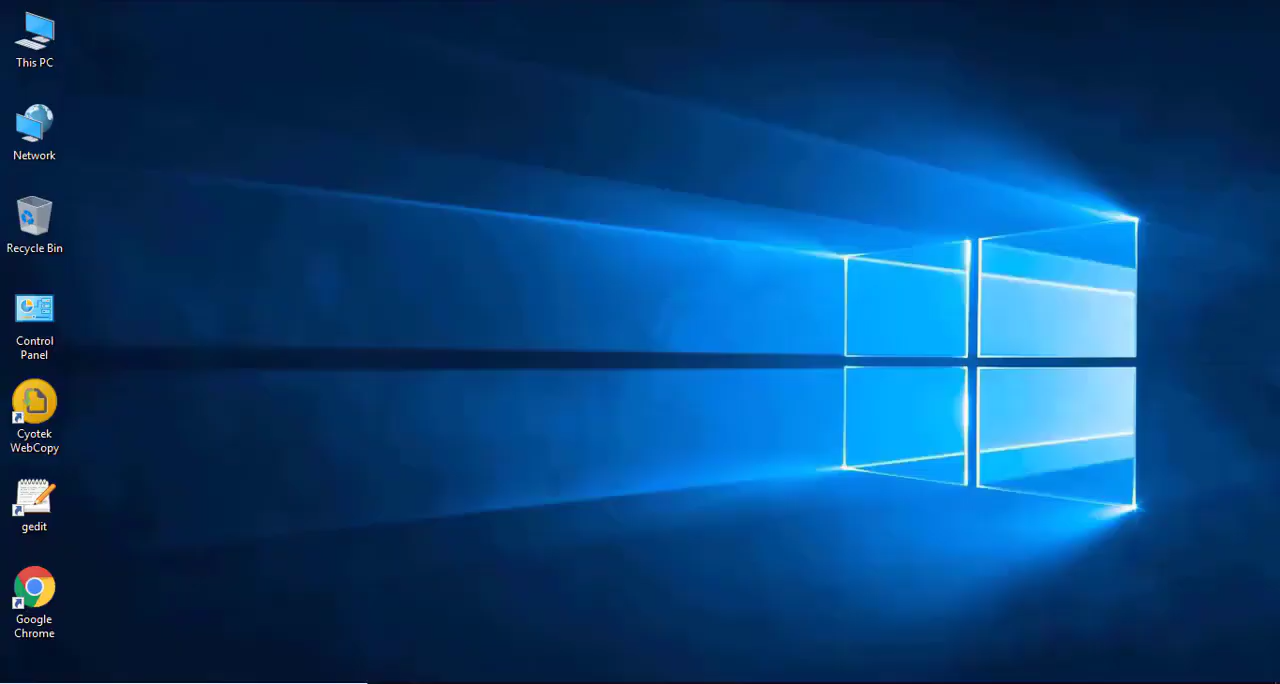 This PC
Network
Recycle Bin
Control
Panel
Cyotek
WebCopy
gedit
Google
Chrome